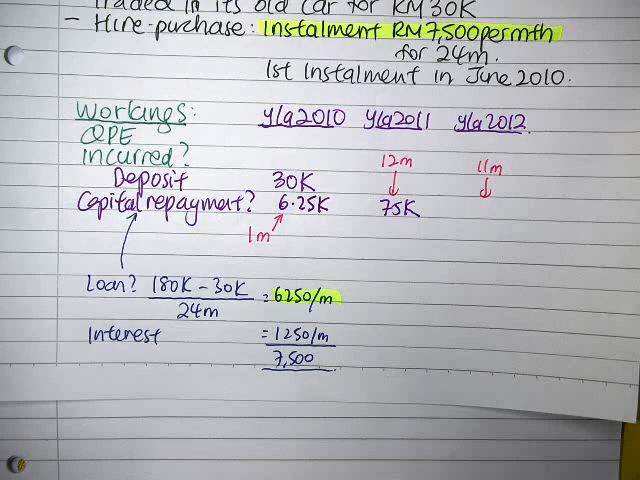 traded in its old car for RM30K
- Hire-purchase: Instalment RM7,500 per mth
for 24m.
1st Instalment in June 2010.
Workings: y/a 2010 y/a 2011 y/a 2012.
QPE
incurred? 12m 11m
Deposit 30K ↓ ↓
Capital repayment? 6.25K 75K
1m
Loan? 180K - 30K = 6250/m
24m
Interest = 1250/m
7,500